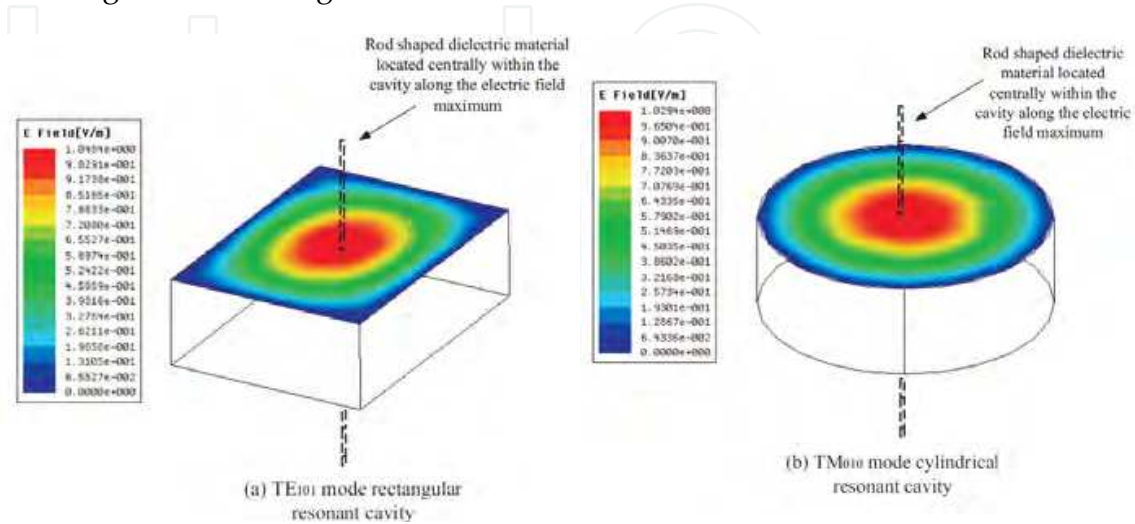 Rod shaped dielectric material
located centrally within the
cavity along the electric field
maximum
E Field[V/m]
1.0484e+000
9.8291e-001
9.1738e-001
8.5186e-001
7.8633e-001
7.2080e-001
6.5527e-001
5.8974e-001
5.2422e-001
4.5869e-001
3.9316e-001
3.2764e-001
2.6211e-001
1.9658e-001
1.3105e-001
6.5527e-002
0.0000e+000
(a) TE101 mode rectangular
resonant cavity
Rod shaped dielectric
material located
centrally within the
cavity along the electric
field maximum
E Field[V/m]
1.0294e+000
9.6504e-001
9.0070e-001
8.3637e-001
7.7203e-001
7.0769e-001
6.4336e-001
5.7902e-001
5.1469e-001
4.5035e-001
3.8602e-001
3.2168e-001
2.5734e-001
1.9301e-001
1.2867e-001
6.4336e-002
0.0000e+000
(b) TM010 mode cylindrical
resonant cavity